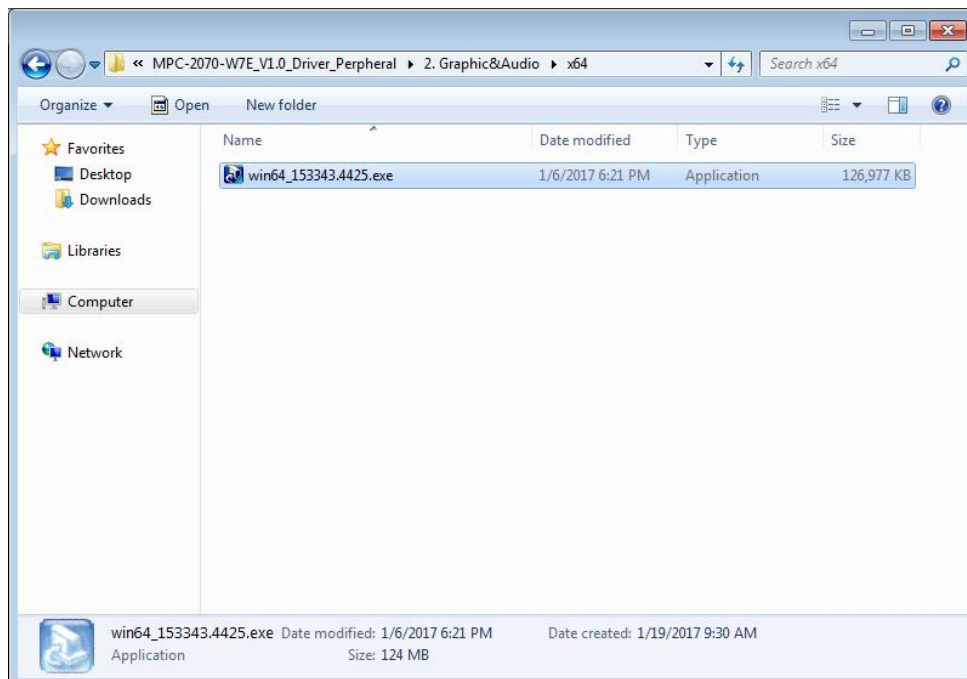 « MPC-2070-W7E_V1.0_Driver_Perpheral 2. Graphic&Audio x64 Search x64
Organize Open New folder
Name Date modified Type Size
Favorites
Desktop
Downloads
Libraries
Computer
Network
win64_153343.4425.exe 1/6/2017 6:21 PM Application 126,977 KB
win64_153343.4425.exe Date modified: 1/6/2017 6:21 PM Date created: 1/19/2017 9:30 AM
Application Size: 124 MB